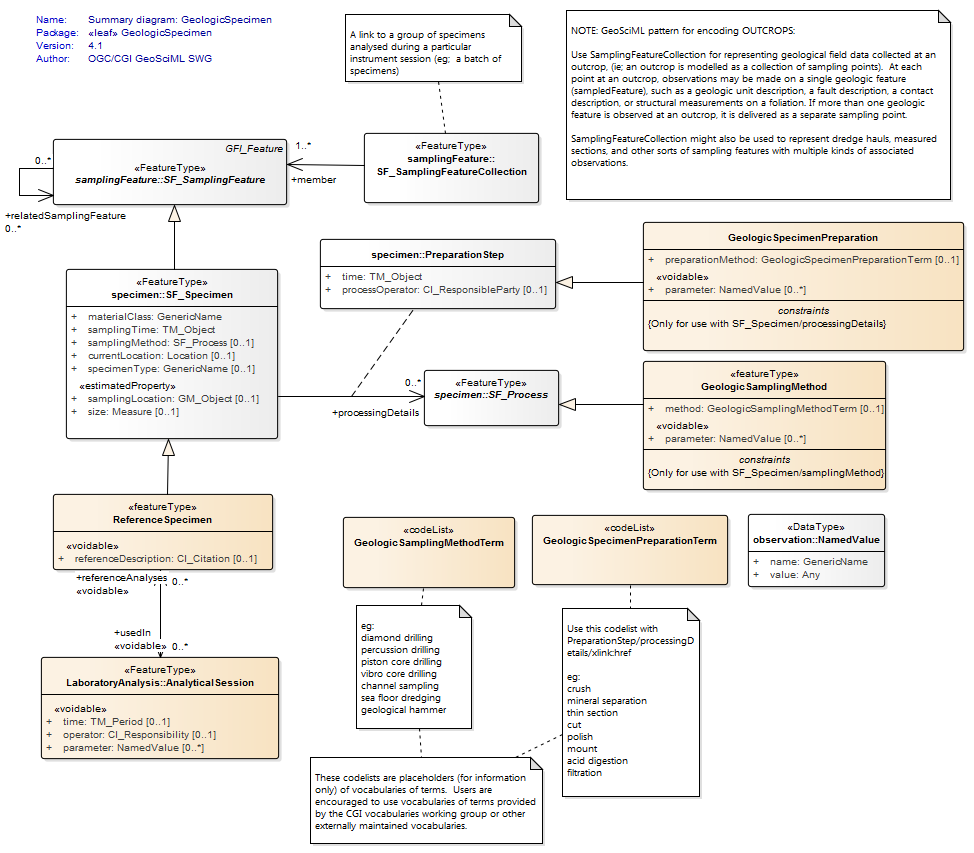 Name: Summary diagram: GeologicSpecimen
Package: «leaf» GeologicSpecimen
Version: 4.1
Author: OGC/CGI GeoSciML SWG
A link to a group of specimens
analysed during a particular
instrument session (eg; a batch of
specimens)
NOTE: GeoSciML pattern for encoding OUTCROPS:
Use SamplingFeatureCollection for representing geological field data collected at an
outcrop, (ie; an outcrop is modelled as a collection of sampling points). At each
point at an outcrop, observations may be made on a single geologic feature
(sampledFeature), such as a geologic unit description, a fault description, a contact
description, or structural measurements on a foliation. If more than one geologic
feature is observed at an outcrop, it is delivered as a separate sampling point.
SamplingFeatureCollection might also be used to represent dredge hauls, measured
sections, and other sorts of sampling features with multiple kinds of associated
observations.
GFI_Feature
«FeatureType»
samplingFeature::SF_SamplingFeature
0..*
+relatedSamplingFeature
0..*
1..*
+member
«FeatureType»
samplingFeature::
SF_SamplingFeatureCollection
specimen::PreparationStep
+ time: TM_Object
+ processOperator: CI_ResponsibleParty [0..1]
GeologicSpecimenPreparation
+ preparationMethod: GeologicSpecimenPreparationTerm [0..1]
«voidable»
+ parameter: NamedValue [0..*]
constraints
{Only for use with SF_Specimen/processingDetails}
«FeatureType»
specimen::SF_Specimen
+ materialClass: GenericName
+ samplingTime: TM_Object
+ samplingMethod: SF_Process [0..1]
+ currentLocation: Location [0..1]
+ specimenType: GenericName [0..1]
«estimatedProperty»
+ samplingLocation: GM_Object [0..1]
+ size: Measure [0..1]
0..*
+processingDetails
«FeatureType»
specimen::SF_Process
«featureType»
GeologicSamplingMethod
+ method: GeologicSamplingMethodTerm [0..1]
«voidable»
+ parameter: NamedValue [0..*]
constraints
{Only for use with SF_Specimen/samplingMethod}
«featureType»
ReferenceSpecimen
«voidable»
+ referenceDescription: CI_Citation [0..1]
+referenceAnalyses 0..*
«voidable»
+usedIn
«voidable» 0..*
«FeatureType»
LaboratoryAnalysis::AnalyticalSession
«voidable»
+ time: TM_Period [0..1]
+ operator: CI_Responsibility [0..1]
+ parameter: NamedValue [0..*]
«codeList»
GeologicSamplingMethodTerm
«codeList»
GeologicSpecimenPreparationTerm
«DataType»
observation::NamedValue
+ name: GenericName
+ value: Any
eg:
diamond drilling
percussion drilling
piston core drilling
vibro core drilling
channel sampling
sea floor dredging
geological hammer
Use this codelist with
PreparationStep/processingD
etails/xlink:href
eg:
crush
mineral separation
thin section
cut
polish
mount
acid digestion
filtration
These codelists are placeholders (for information
only) of vocabularies of terms. Users are
encouraged to use vocabularies of terms provided
by the CGI vocabularies working group or other
externally maintained vocabularies.